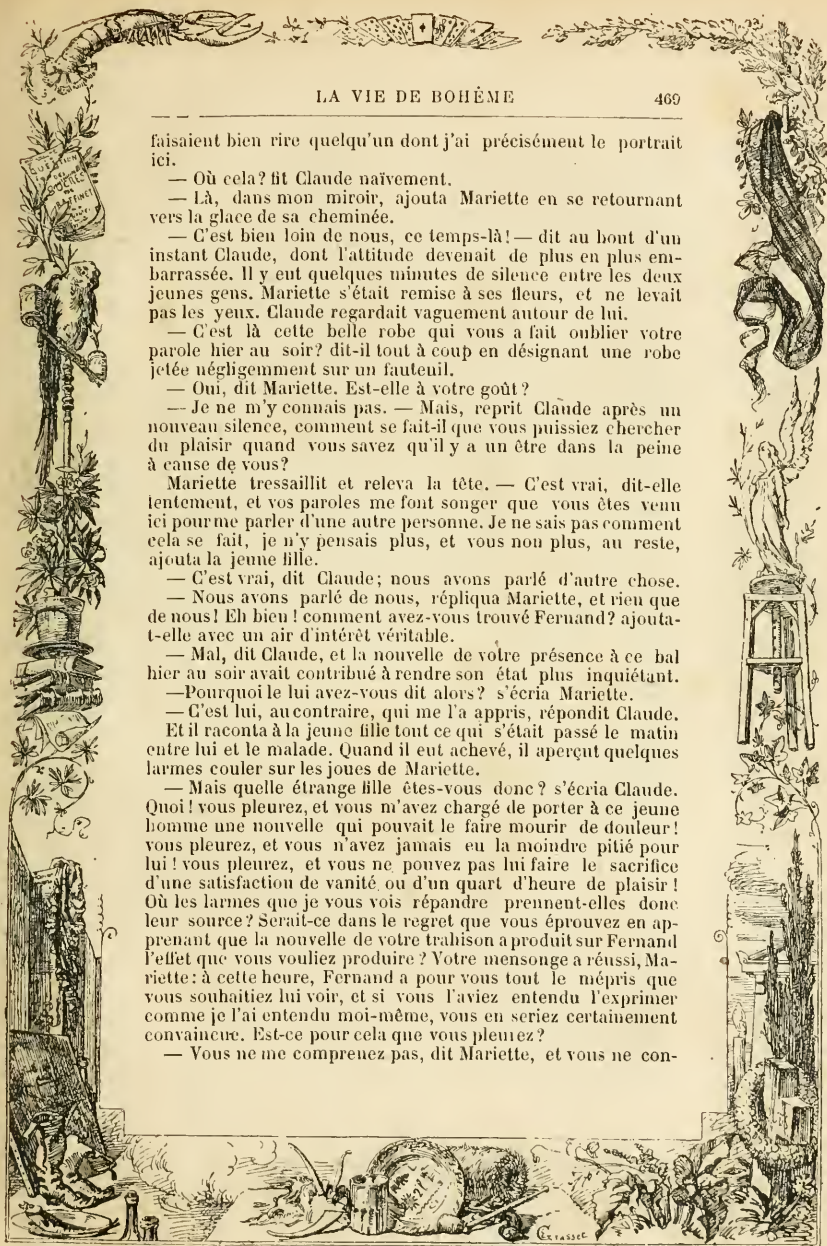 LA VIE DE BOHÈME 469
faisaient bien rire quelqu'un dont j'ai précisément le portrait
ici.
— Où cela? fit Claude naïvement.
— Là, dans mon miroir, ajouta Mariette en se retournant
vers la glace de sa cheminée.
— C'est bien loin de nous, ce temps-là! — dit au bout d'un
instant Claude, dont l'attitude devenait de plus en plus em-
barrassée. Il y eut quelques minutes de silence entre les deux
jeunes gens. Mariette s'était remise à ses fleurs, et ne levait
pas les yeux. Claude regardait vaguement autour de lui.
— C'est là cette belle robe qui vous a fait oublier votre
parole hier au soir? dit-il tout à coup en désignant une robe
jetée négligemment sur un fauteuil.
— Oui, dit Mariette. Est-elle à votre goût?
— Je ne m'y connais pas. — Mais, reprit Claude après un
nouveau silence, comment se fait-il que vous puissiez chercher
du plaisir quand vous savez qu'il y a un être dans la peine
à cause de vous?
Mariette tressaillit et releva la tête. — C'est vrai, dit-elle
lentement, et vos paroles me font songer que vous êtes venu
ici pour me parler d'une autre personne. Je ne sais pas comment
cela se fait, je n'y pensais plus, et vous non plus, au reste,
ajouta la jeune fille.
— C'est vrai, dit Claude; nous avons parlé d'autre chose.
— Nous avons parlé de nous, répliqua Mariette, et rien que
de nous! Eh bien! comment avez-vous trouvé Fernand? ajouta-
t-elle avec un air d'intérêt véritable.
— Mal, dit Claude, et la nouvelle de votre présence à ce bal
hier au soir avait contribué à rendre son état plus inquiétant.
— Pourquoi le lui avez-vous dit alors? s'écria Mariette.
— C'est lui, au contraire, qui me l'a appris, répondit Claude.
Et il raconta à la jeune fille tout ce qui s'était passé le matin
entre lui et le malade. Quand il eut achevé, il aperçut quelques
larmes couler sur les joues de Mariette.
— Mais quelle étrange fille êtes-vous donc? s'écria Claude.
Quoi! vous pleurez, et vous m'avez chargé de porter à ce jeune
homme une nouvelle qui pouvait le faire mourir de douleur!
vous pleurez, et vous n'avez jamais eu la moindre pitié pour
lui! vous pleurez, et vous ne pouvez pas lui faire le sacrifice
d'une satisfaction de vanité ou d'un quart d'heure de plaisir!
Où les larmes que je vous vois répandre prennent-elles donc
leur source? Serait-ce dans le regret que vous éprouvez en ap-
prenant que la nouvelle de votre trahison a produit sur Fernand
l'effet que vous vouliez produire? Votre mensonge a réussi, Ma-
riette: à cette heure, Fernand a pour vous tout le mépris que
vous souhaitiez lui voir, et si vous l'aviez entendu l'exprimer
comme je l'ai entendu moi-même, vous en seriez certainement
convaincue. Est-ce pour cela que vous pleurez?
— Vous ne me comprenez pas, dit Mariette, et vous ne con-